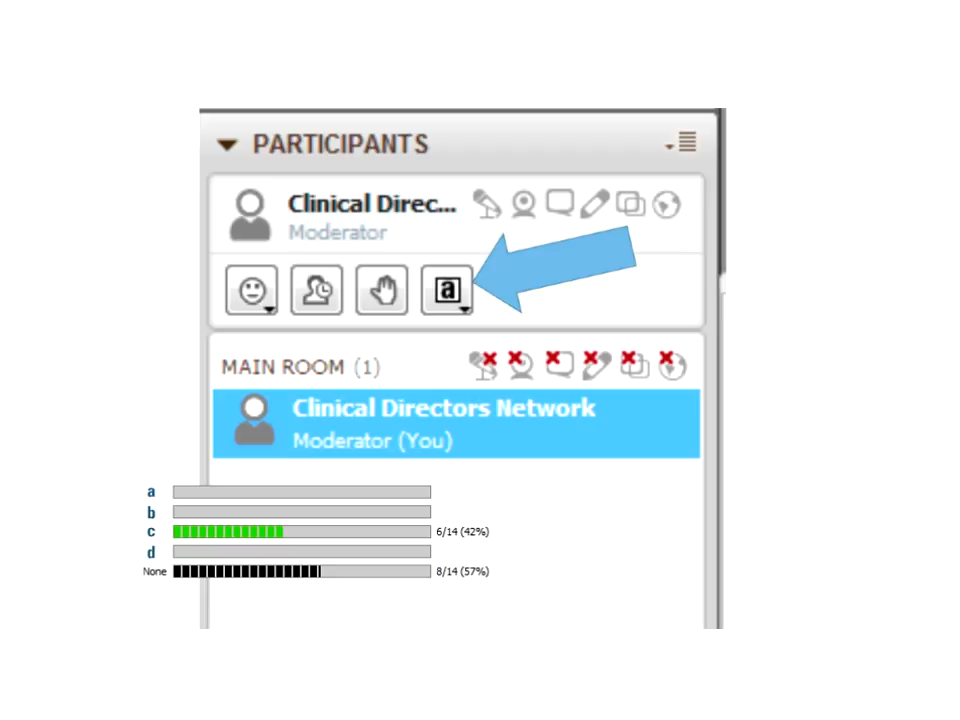 PARTICIPANTS
Clinical Direc...
Moderator
a
MAIN ROOM (1)
Clinical Directors Network
Moderator (You)
a
b
c 6/14 (42%)
d
None 8/14 (57%)